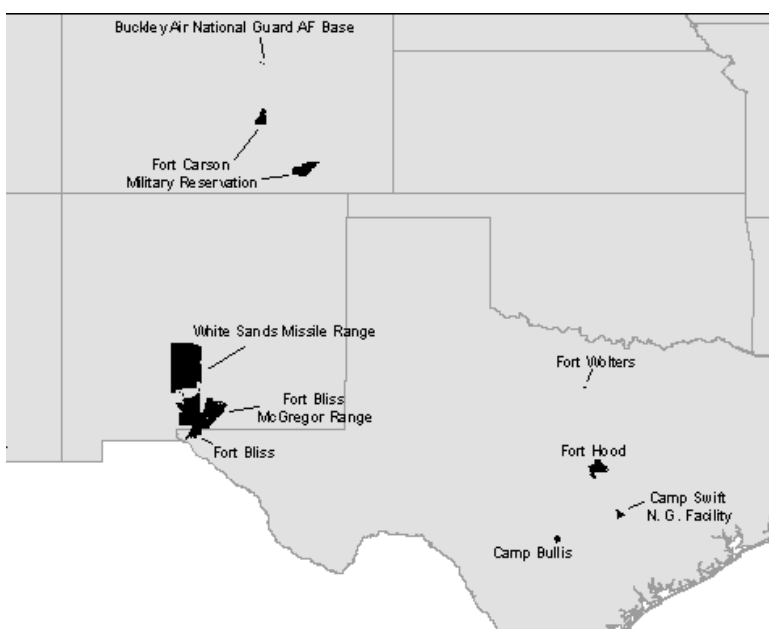 Buckley Air National Guard AF Base
Fort Carson
Military Reservation
White Sands Missile Range
Fort Wolters
Fort Bliss
McGregor Range
Fort Bliss
Fort Hood
Camp Swift
N. G. Facility
Camp Bullis